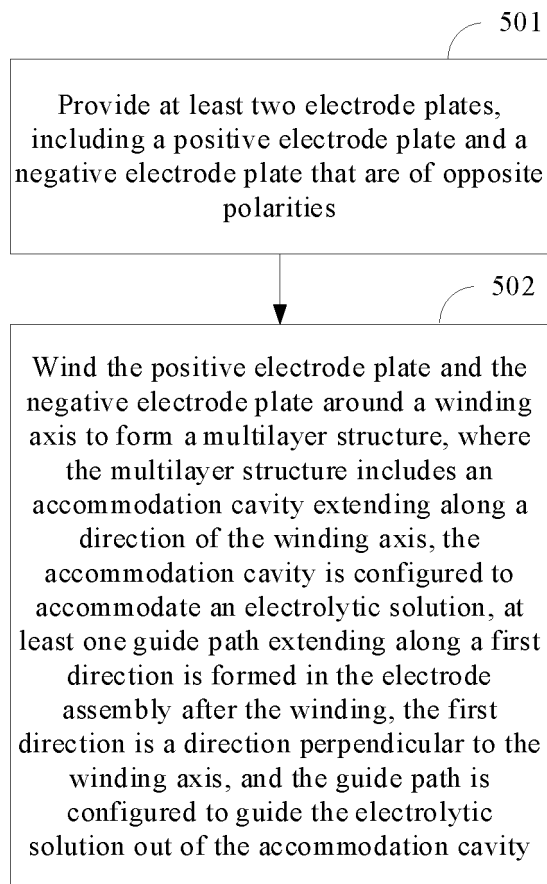 501
Provide at least two electrode plates,
including a positive electrode plate and a
negative electrode plate that are of opposite
polarities
502
Wind the positive electrode plate and the
negative electrode plate around a winding
axis to form a multilayer structure, where
the multilayer structure includes an
accommodation cavity extending along a
direction of the winding axis, the
accommodation cavity is configured to
accommodate an electrolytic solution, at
least one guide path extending along a first
direction is formed in the electrode
assembly after the winding, the first
direction is a direction perpendicular to the
winding axis, and the guide path is
configured to guide the electrolytic
solution out of the accommodation cavity